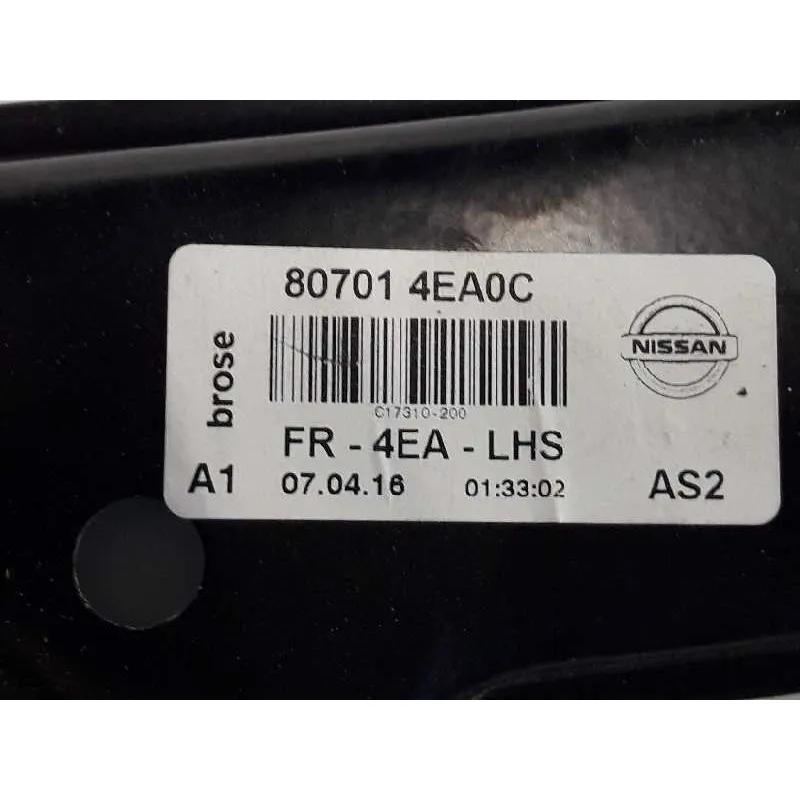 80701 4EA0C
brose
NISSAN
C17310-200
FR - 4EA - LHS
A1 07.04.16 01:33:02 AS2